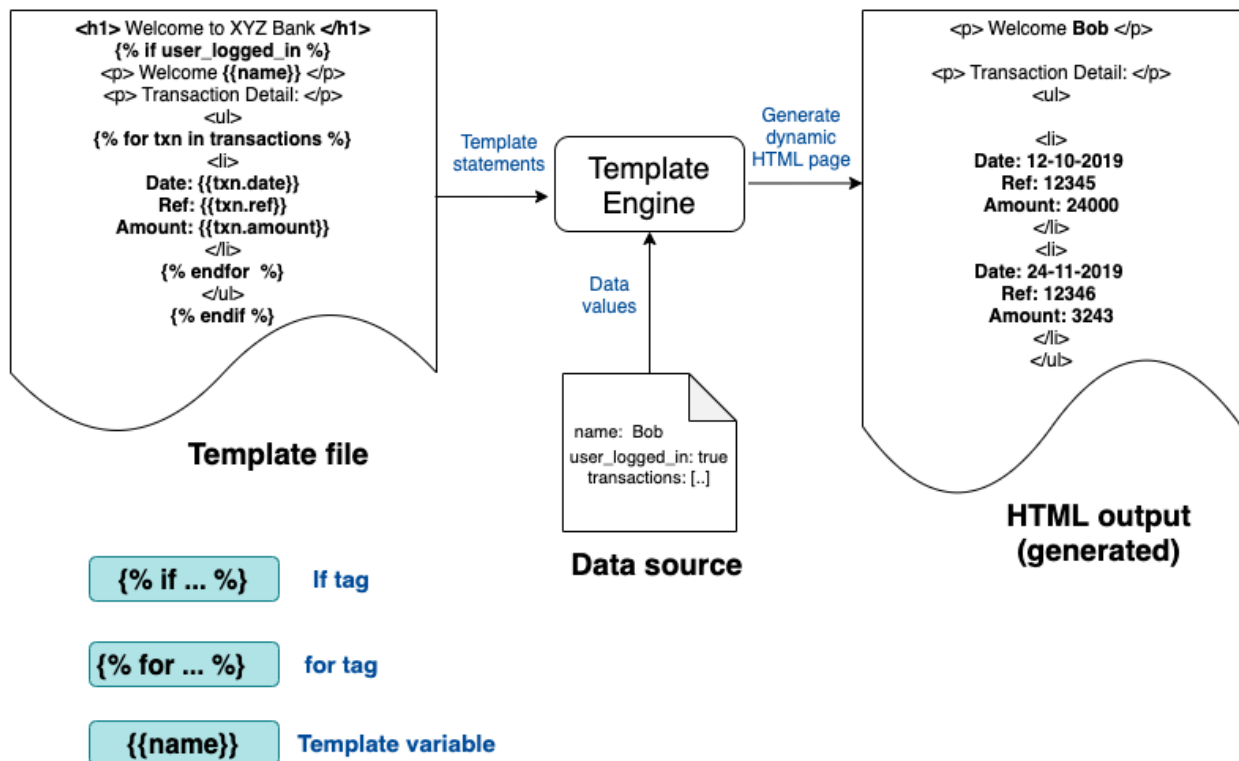 <h1> Welcome to XYZ Bank </h1>
{% if user_logged_in %}
<p> Welcome {{name}} </p>
<p> Transaction Detail: </p>
<ul>
{% for txn in transactions %}
<li>
Date: {{txn.date}}
Ref: {{txn.ref}}
Amount: {{txn.amount}}
</li>
{% endfor  %}
</ul>
{% endif %}
Template file
Template
statements
Template
Engine
Data
values
name:  Bob
user_logged_in: true
transactions: [..]
Data source
Generate
dynamic
HTML page
<p> Welcome Bob </p>
<p> Transaction Detail: </p>
<ul>
<li>
Date: 12-10-2019
Ref: 12345
Amount: 24000
</li>
<li>
Date: 24-11-2019
Ref: 12346
Amount: 3243
</li>
</ul>
HTML output
(generated)
{% if ... %}
If tag
{% for ... %}
for tag
{{name}}
Template variable